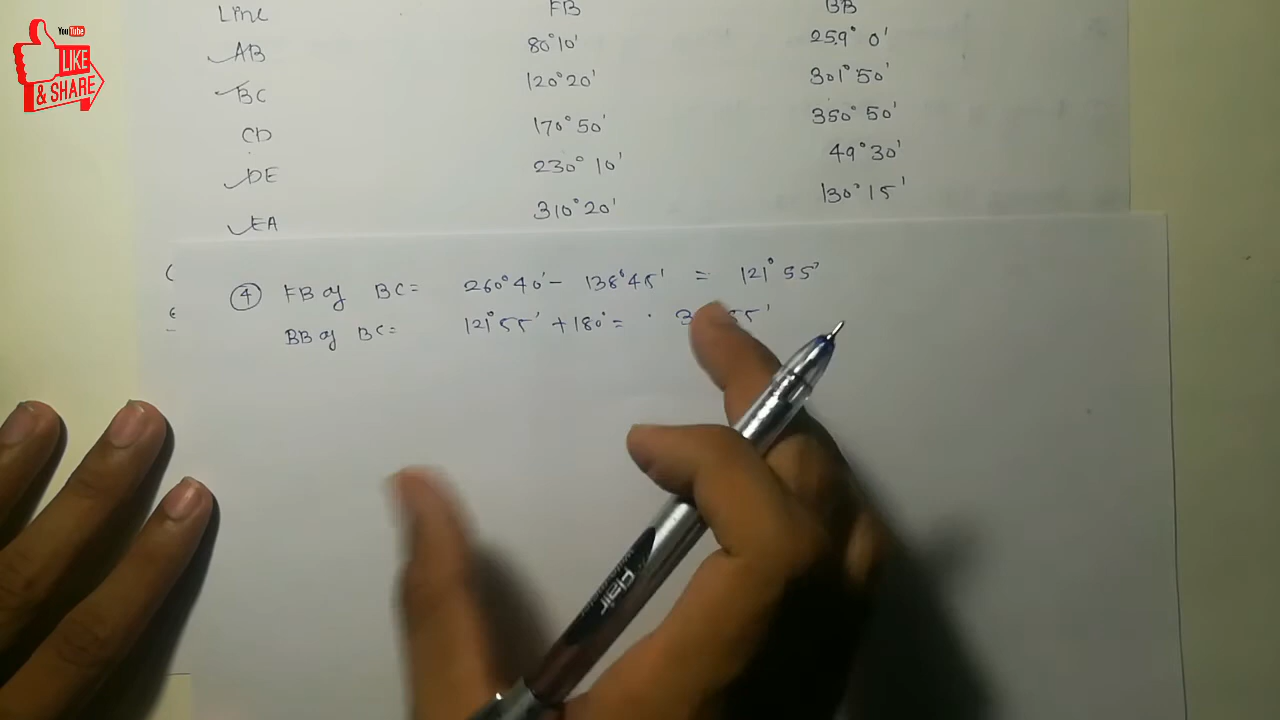 YouTube
LIKE
& SHARE
Line FB BB
AB 80°10' 259° 0'
BC 120°20' 301°50'
CD 170°50' 350°50'
DE 230°10' 49°30'
EA 310°20' 130°15'
④ FB of BC= 260°40'- 138°45' = 121°55'
BB of BC= 121°55' +180°= 55'
Flair